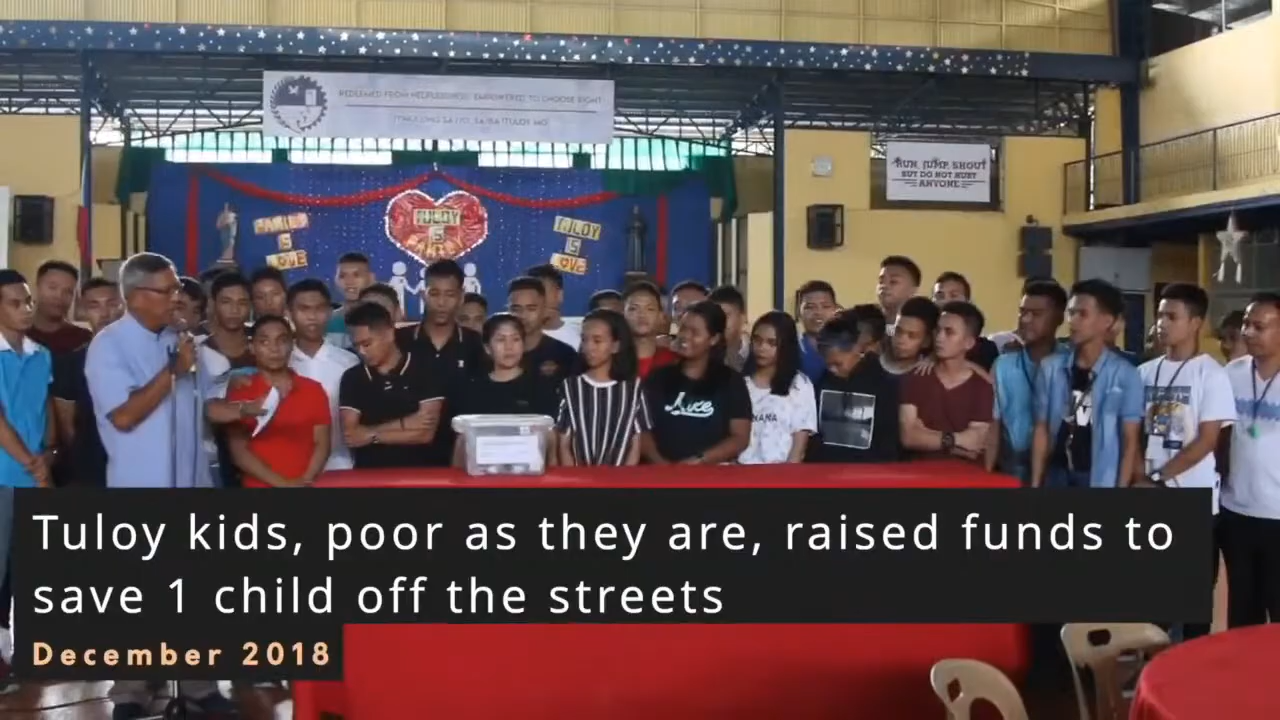 REDEEMED FROM HELPLESSNESS, EMPOWERED TO CHOOSE RIGHT
RUN, JUMP, SHOUT
BUT DO NOT HURT
ANYONE
TULOY
IS
FAMILY
FAMILY
IS
LOVE
TULOY
IS
LOVE
Tuloy kids, poor as they are, raised funds to
save 1 child off the streets
December 2018